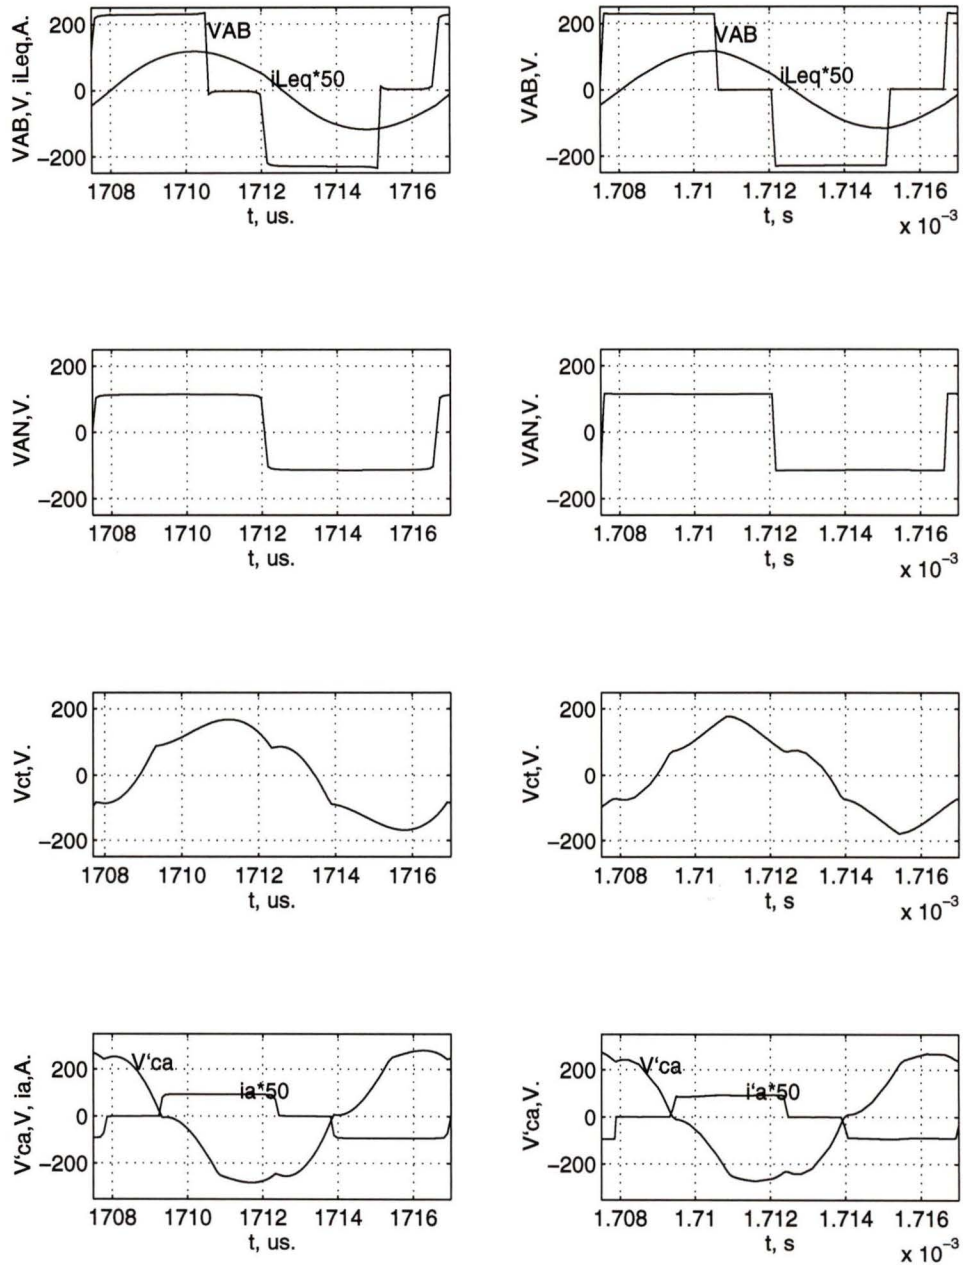 VAB,V, iLeq,A.
200
0
−200
VAB
iLeq*50
1708 1710 1712 1714 1716
t, us.
VAB,V.
200
0
−200
VAB
iLeq*50
1.708 1.71 1.712 1.714 1.716
t, s
x 10⁻³
VAN,V.
200
0
−200
1708 1710 1712 1714 1716
t, us.
VAN,V.
200
0
−200
1.708 1.71 1.712 1.714 1.716
t, s
x 10⁻³
Vct,V.
200
0
−200
1708 1710 1712 1714 1716
t, us.
Vct,V.
200
0
−200
1.708 1.71 1.712 1.714 1.716
t, s
x 10⁻³
V‘ca,V, ia,A.
200
0
−200
V‘ca
ia*50
1708 1710 1712 1714 1716
t, us.
V‘ca,V.
200
0
−200
V‘ca
i‘a*50
1.708 1.71 1.712 1.714 1.716
t, s
x 10⁻³